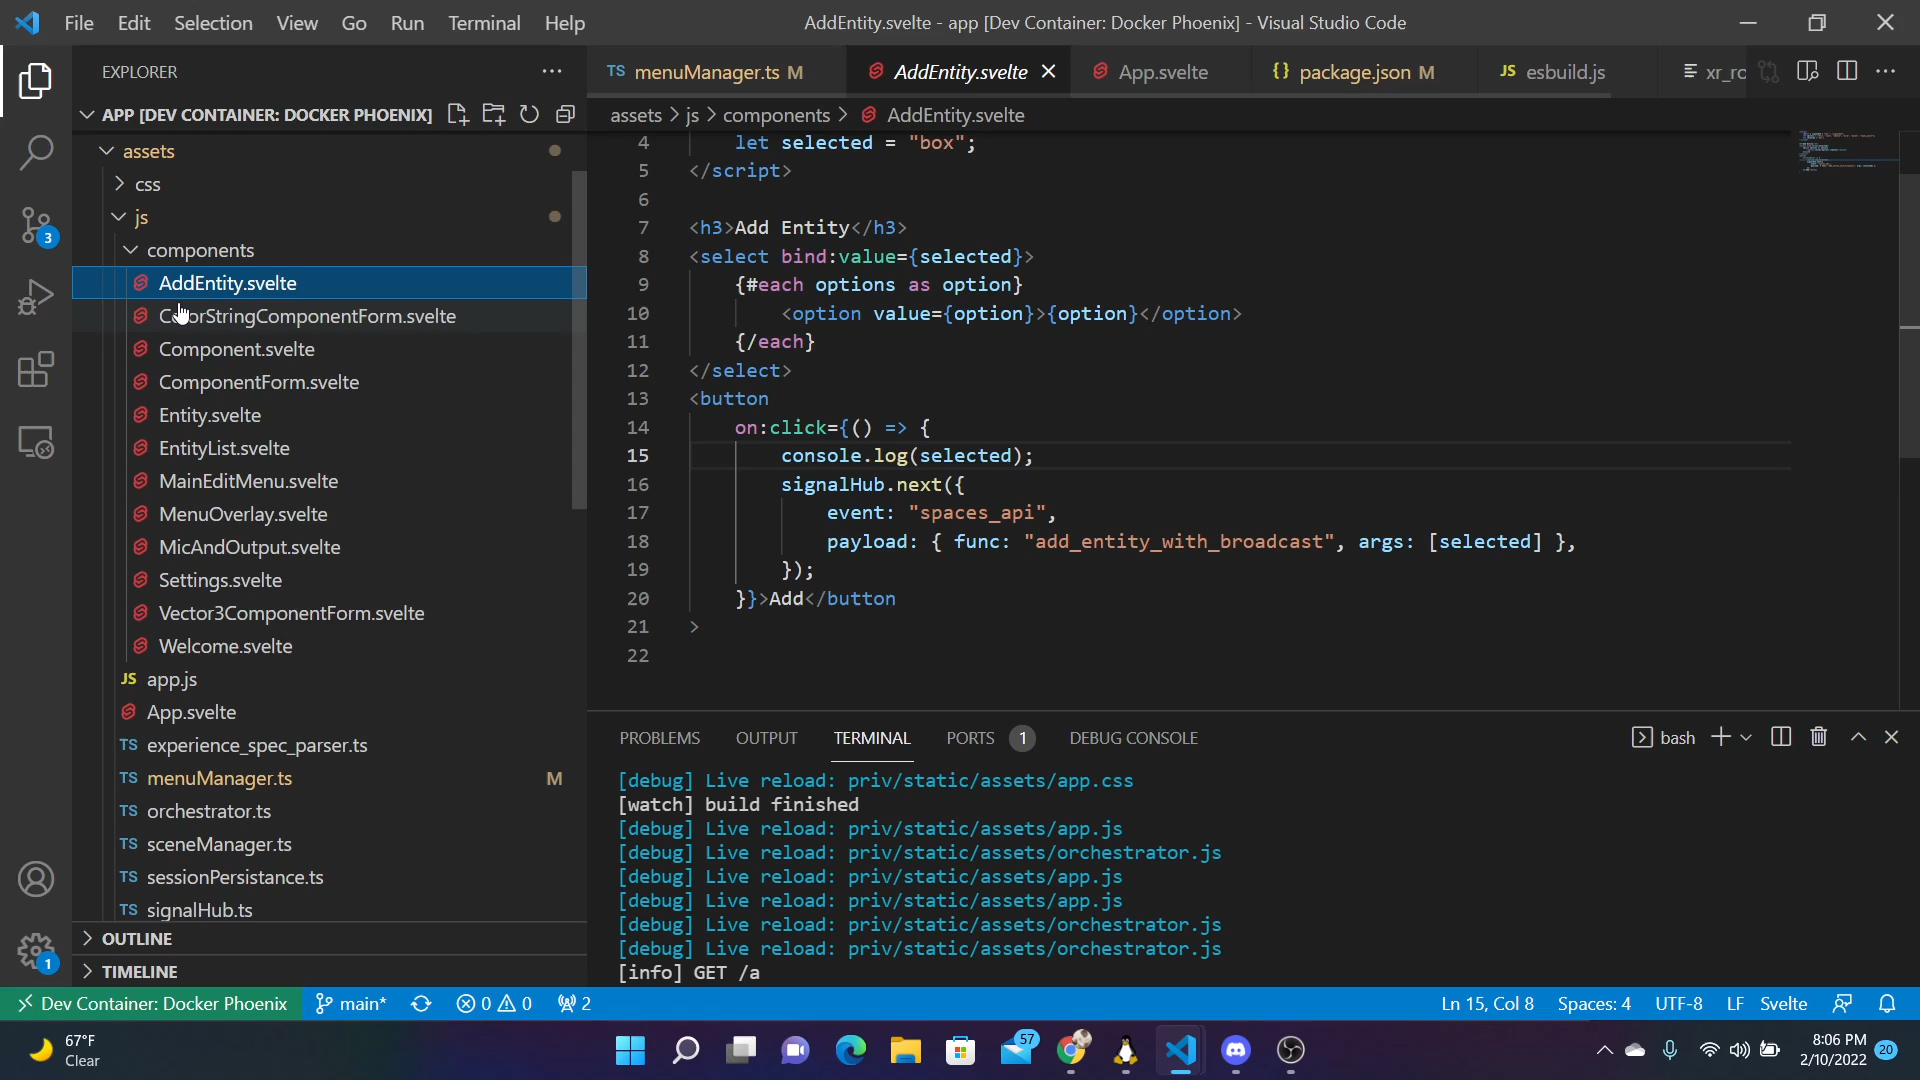 File Edit Selection View Go Run Terminal Help
AddEntity.svelte - app [Dev Container: Docker Phoenix] - Visual Studio Code
EXPLORER
APP [DEV CONTAINER: DOCKER PHOENIX]
assets
css
js
components
AddEntity.svelte
ColorStringComponentForm.svelte
Component.svelte
ComponentForm.svelte
Entity.svelte
EntityList.svelte
MainEditMenu.svelte
MenuOverlay.svelte
MicAndOutput.svelte
Settings.svelte
Vector3ComponentForm.svelte
Welcome.svelte
JS app.js
App.svelte
TS experience_spec_parser.ts
TS menuManager.ts M
TS orchestrator.ts
TS sceneManager.ts
TS sessionPersistance.ts
TS signalHub.ts
OUTLINE
TIMELINE
3
1
TS menuManager.ts M
AddEntity.svelte
App.svelte
{} package.json M
JS esbuild.js
xr_ro
assets > js > components > AddEntity.svelte
4 let selected = "box";
5 </script>
6
7 <h3>Add Entity</h3>
8 <select bind:value={selected}>
9 {#each options as option}
10 <option value={option}>{option}</option>
11 {/each}
12 </select>
13 <button
14 on:click={() => {
15 console.log(selected);
16 signalHub.next({
17 event: "spaces_api",
18 payload: { func: "add_entity_with_broadcast", args: [selected] },
19 });
20 }}>Add</button
21 >
22
PROBLEMS OUTPUT TERMINAL PORTS 1 DEBUG CONSOLE
bash
[debug] Live reload: priv/static/assets/app.css
[watch] build finished
[debug] Live reload: priv/static/assets/app.js
[debug] Live reload: priv/static/assets/orchestrator.js
[debug] Live reload: priv/static/assets/app.js
[debug] Live reload: priv/static/assets/app.js
[debug] Live reload: priv/static/assets/orchestrator.js
[debug] Live reload: priv/static/assets/orchestrator.js
[info] GET /a
Dev Container: Docker Phoenix main* 0 0 2
Ln 15, Col 8 Spaces: 4 UTF-8 LF Svelte
67°F
Clear
57
8:06 PM
2/10/2022
20